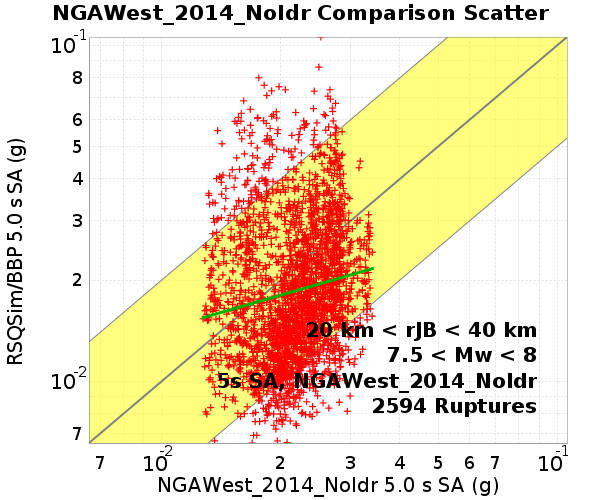 NGAWest_2014_NoIdr Comparison Scatter
RSQSim/BBP 5.0 s SA (g)
10-1
8
6
5
4
3
2
10-2
7
20 km < rJB < 40 km
7.5 < Mw < 8
5s SA, NGAWest_2014_NoIdr
2594 Ruptures
7 10-2 2 3 4 5 6 7 10-1
NGAWest_2014_NoIdr 5.0 s SA (g)